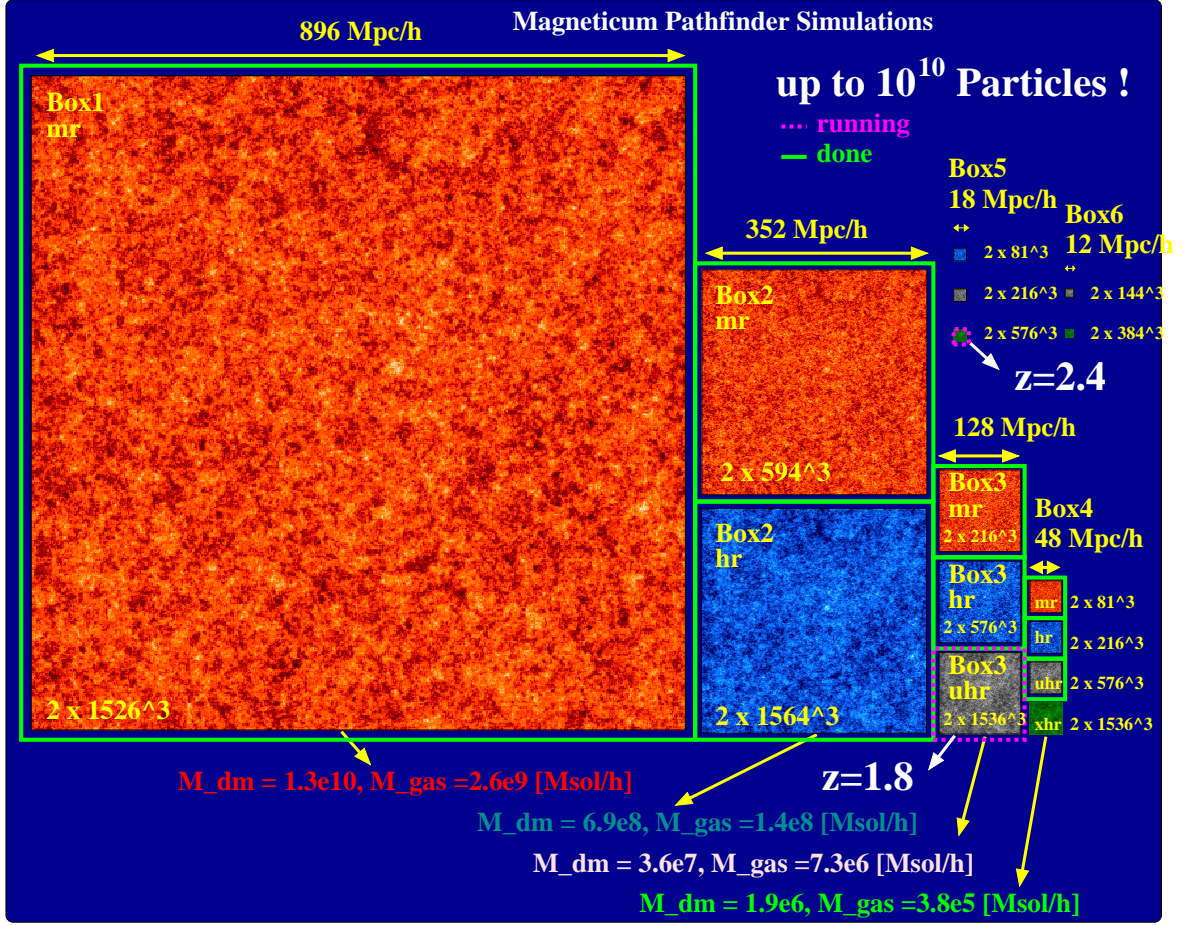 Magneticum Pathfinder Simulations
896 Mpc/h
up to 10^10 Particles !
running
done
Box1
mr
2 x 1526^3
352 Mpc/h
Box2
mr
2 x 594^3
Box2
hr
2 x 1564^3
Box5
18 Mpc/h
2 x 81^3
2 x 216^3
2 x 576^3
Box6
12 Mpc/h
2 x 144^3
2 x 384^3
z=2.4
128 Mpc/h
Box3
mr
2 x 216^3
Box3
hr
2 x 576^3
Box3
uhr
2 x 1536^3
Box4
48 Mpc/h
mr 2 x 81^3
hr 2 x 216^3
uhr 2 x 576^3
xhr 2 x 1536^3
z=1.8
M_dm = 1.3e10, M_gas =2.6e9 [Msol/h]
M_dm = 6.9e8, M_gas =1.4e8 [Msol/h]
M_dm = 3.6e7, M_gas =7.3e6 [Msol/h]
M_dm = 1.9e6, M_gas =3.8e5 [Msol/h]